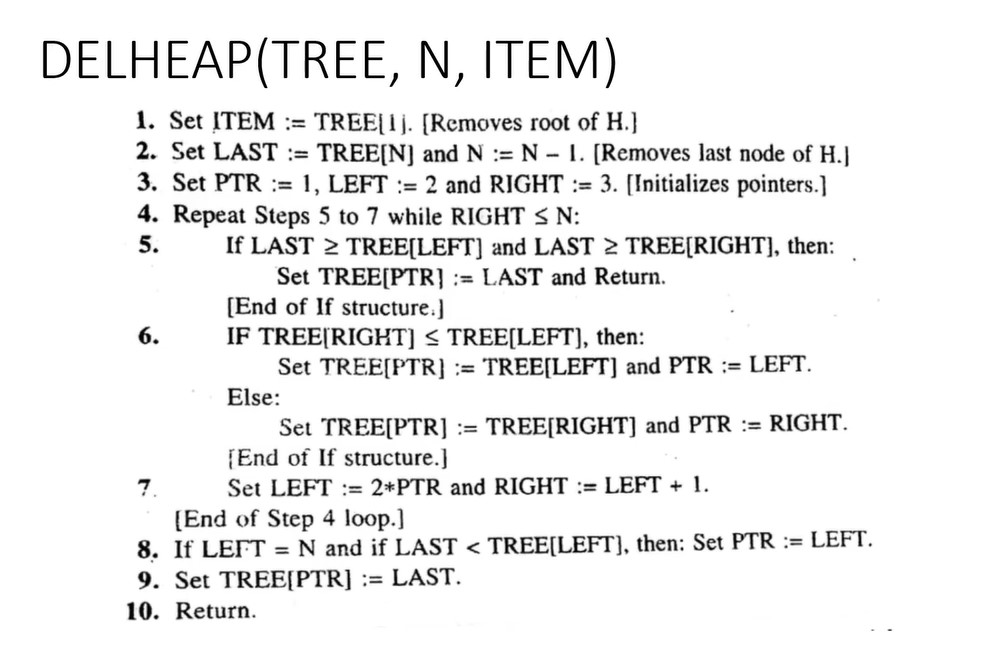 DELHEAP(TREE, N, ITEM)
1. Set ITEM := TREE[1]. [Removes root of H.]
2. Set LAST := TREE[N] and N := N – 1. [Removes last node of H.]
3. Set PTR := 1, LEFT := 2 and RIGHT := 3. [Initializes pointers.]
4. Repeat Steps 5 to 7 while RIGHT ≤ N:
5. If LAST ≥ TREE[LEFT] and LAST ≥ TREE[RIGHT], then:
Set TREE[PTR] := LAST and Return.
[End of If structure.]
6. IF TREE[RIGHT] ≤ TREE[LEFT], then:
Set TREE[PTR] := TREE[LEFT] and PTR := LEFT.
Else:
Set TREE[PTR] := TREE[RIGHT] and PTR := RIGHT.
[End of If structure.]
7. Set LEFT := 2*PTR and RIGHT := LEFT + 1.
[End of Step 4 loop.]
8. If LEFT = N and if LAST < TREE[LEFT], then: Set PTR := LEFT.
9. Set TREE[PTR] := LAST.
10. Return.